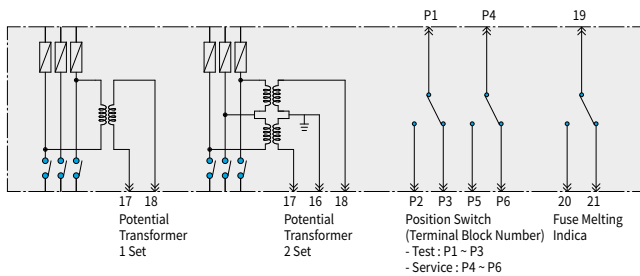 P1 P4 19
17 18 17 16 18 P2 P3 P5 P6 20 21
Potential
Transformer
1 Set
Potential
Transformer
2 Set
Position Switch
(Terminal Block Number)
- Test : P1 ~ P3
- Service : P4 ~ P6
Fuse Melting
Indica